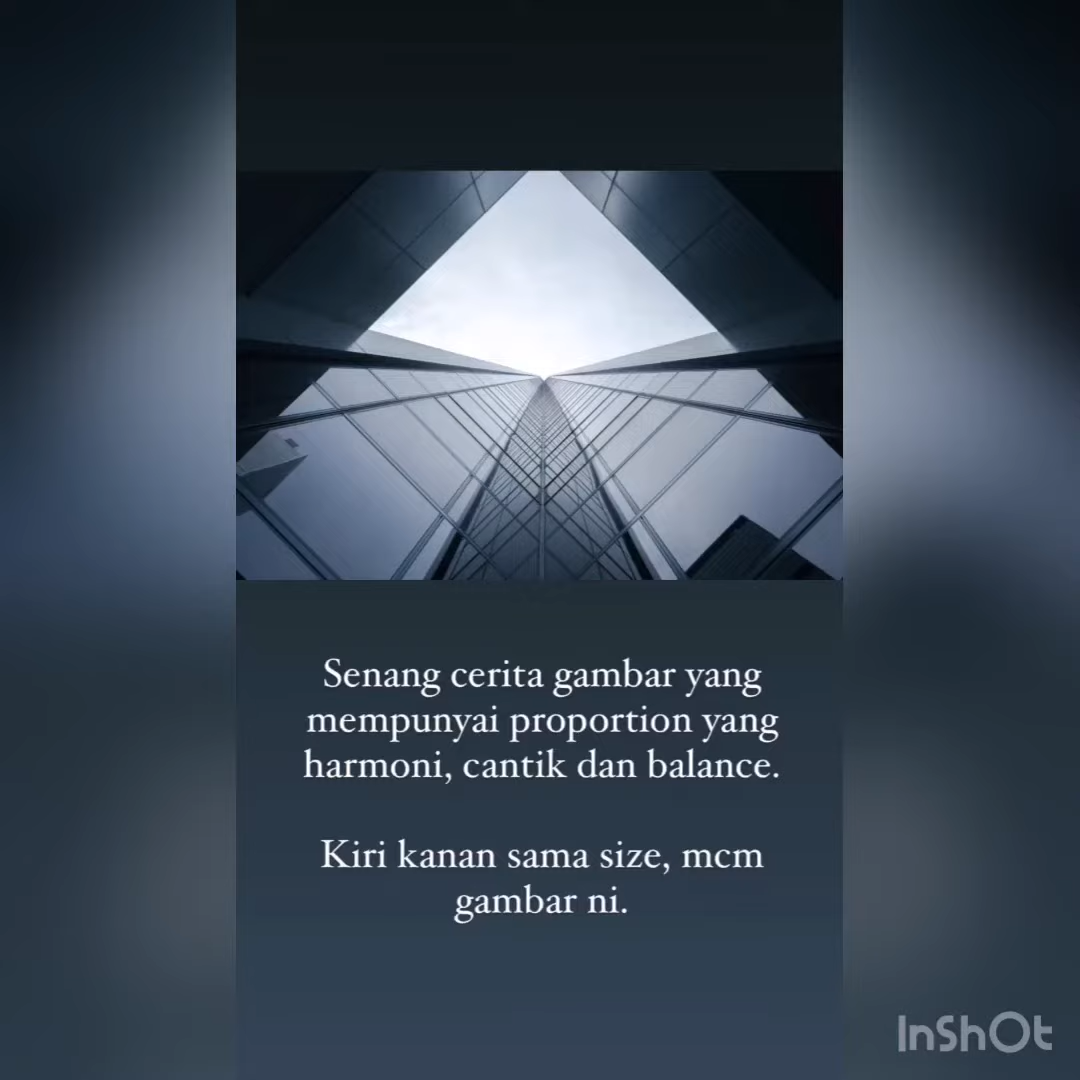 Senang cerita gambar yang
mempunyai proportion yang
harmoni, cantik dan balance.
Kiri kanan sama size, mcm
gambar ni.
InShOt